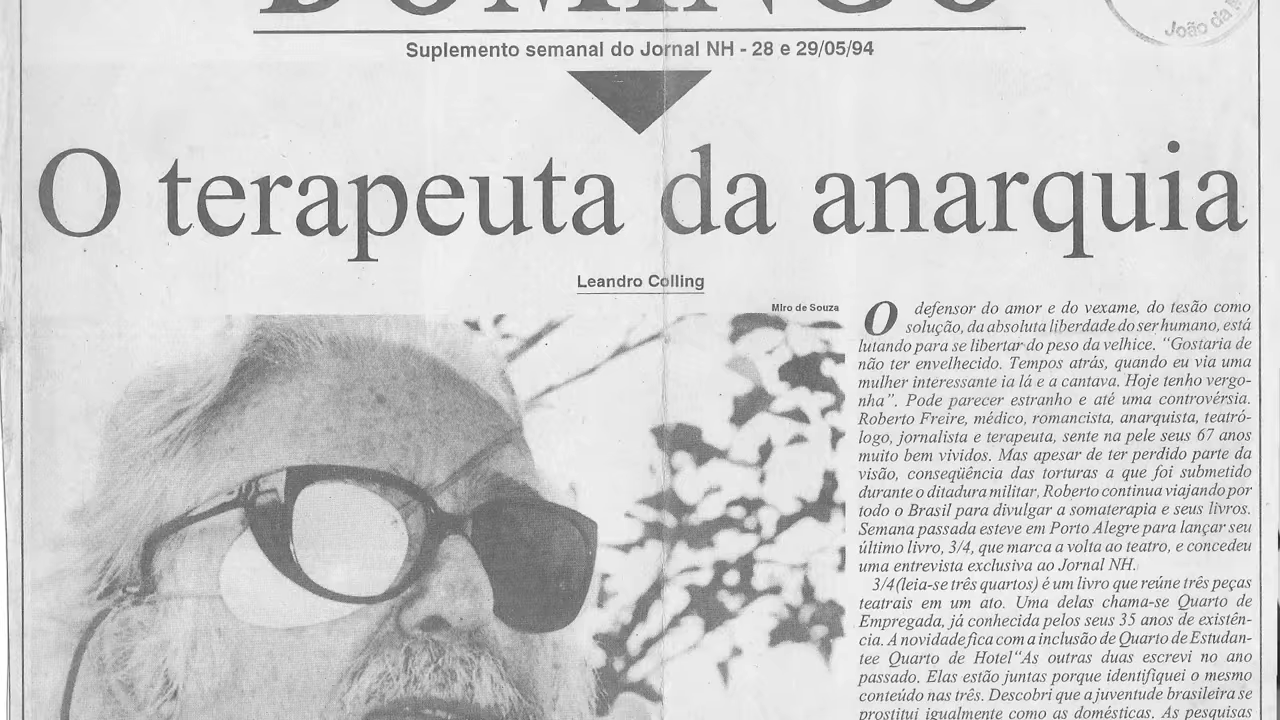 DOMINGO
João da
Suplemento semanal do Jornal NH - 28 e 29/05/94
O terapeuta da anarquia
Leandro Colling
Miro de Souza
O defensor do amor e do vexame, do tesão como
solução, da absoluta liberdade do ser humano, está
lutando para se libertar do peso da velhice. “Gostaria de
não ter envelhecido. Tempos atrás, quando eu via uma
mulher interessante ia lá e a cantava. Hoje tenho vergo-
nha”. Pode parecer estranho e até uma controvérsia.
Roberto Freire, médico, romancista, anarquista, teatró-
logo, jornalista e terapeuta, sente na pele seus 67 anos
muito bem vividos. Mas apesar de ter perdido parte da
visão, conseqüência das torturas a que foi submetido
durante o ditadura militar, Roberto continua viajando por
todo o Brasil para divulgar a somaterapia e seus livros.
Semana passada esteve em Porto Alegre para lançar seu
último livro, 3/4, que marca a volta ao teatro, e concedeu
uma entrevista exclusiva ao Jornal NH.
3/4(leia-se três quartos) é um livro que reúne três peças
teatrais em um ato. Uma delas chama-se Quarto de
Empregada, já conhecida pelos seus 35 anos de existên-
cia. A novidade fica com a inclusão de Quarto de Estudan-
tee Quarto de Hotel“As outras duas escrevi no ano
passado. Elas estão juntas porque identifiquei o mesmo
conteúdo nas três. Descobri que a juventude brasileira se
prostitui igualmente como as domésticas. As pesquisas